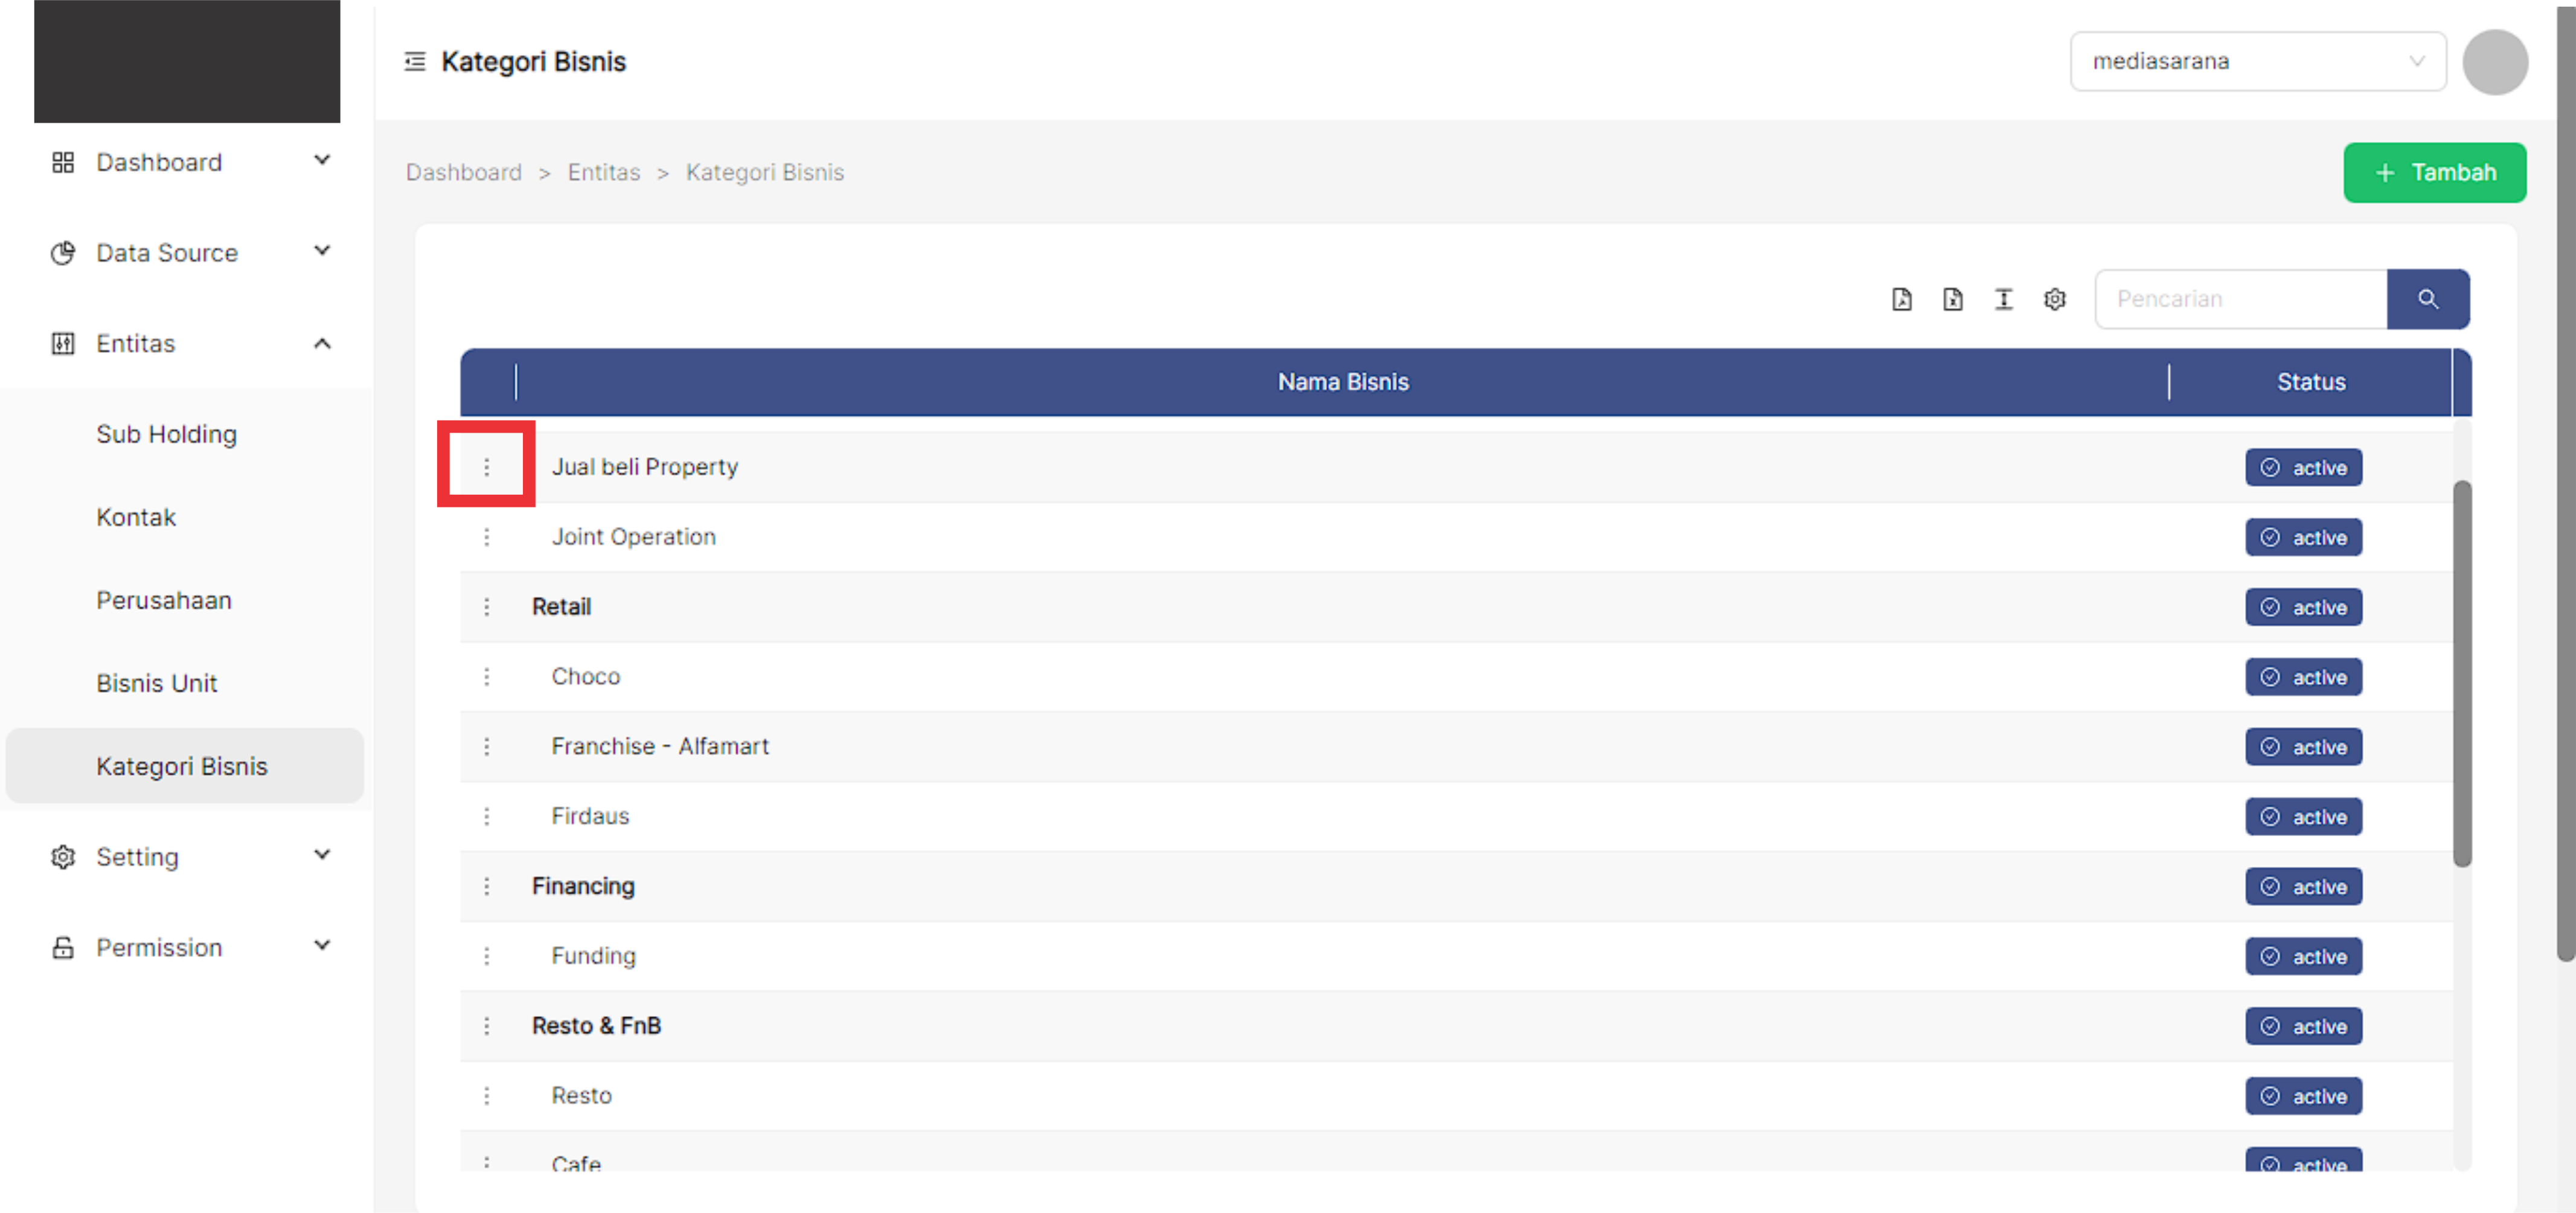 Kategori Bisnis
mediasarana
Dashboard
Data Source
Entitas
Sub Holding
Kontak
Perusahaan
Bisnis Unit
Kategori Bisnis
Setting
Permission
Dashboard > Entitas > Kategori Bisnis
+ Tambah
Pencarian
Nama Bisnis Status
Jual beli Property active
Joint Operation active
Retail active
Choco active
Franchise - Alfamart active
Firdaus active
Financing active
Funding active
Resto & FnB active
Resto active
Cafe active